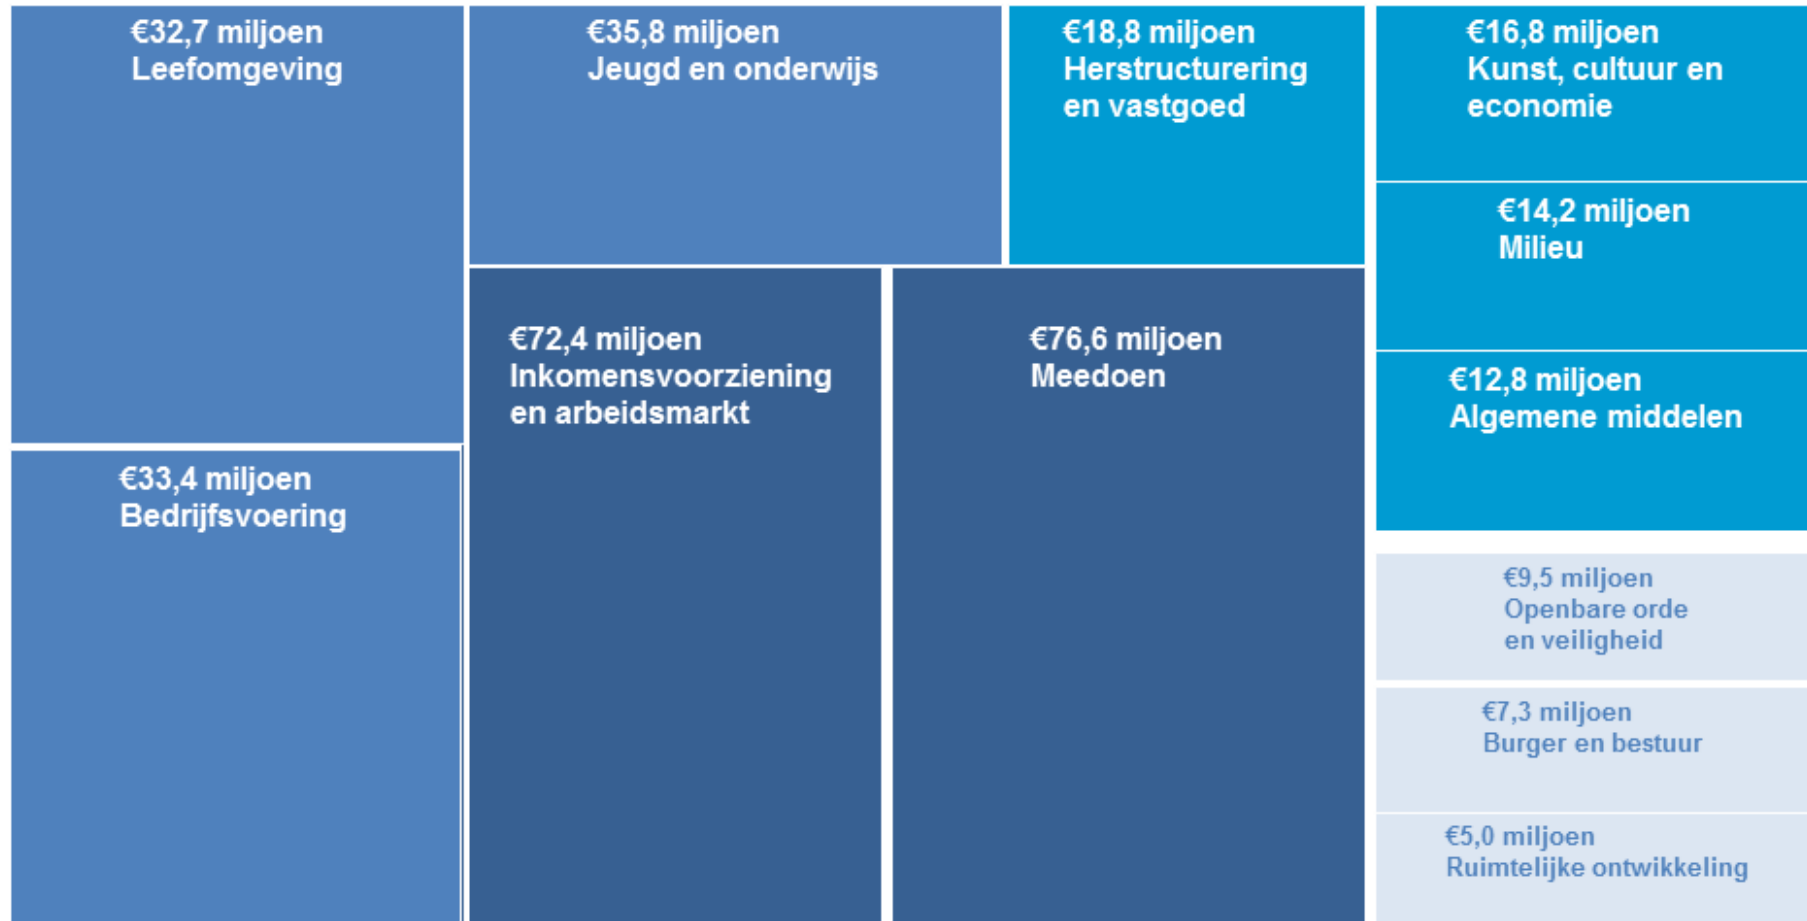 €32,7 miljoen
Leefomgeving
€35,8 miljoen
Jeugd en onderwijs
€18,8 miljoen
Herstructurering
en vastgoed
€16,8 miljoen
Kunst, cultuur en
economie
€14,2 miljoen
Milieu
€72,4 miljoen
Inkomensvoorziening
en arbeidsmarkt
€76,6 miljoen
Meedoen
€12,8 miljoen
Algemene middelen
€33,4 miljoen
Bedrijfsvoering
€9,5 miljoen
Openbare orde
en veiligheid
€7,3 miljoen
Burger en bestuur
€5,0 miljoen
Ruimtelijke ontwikkeling